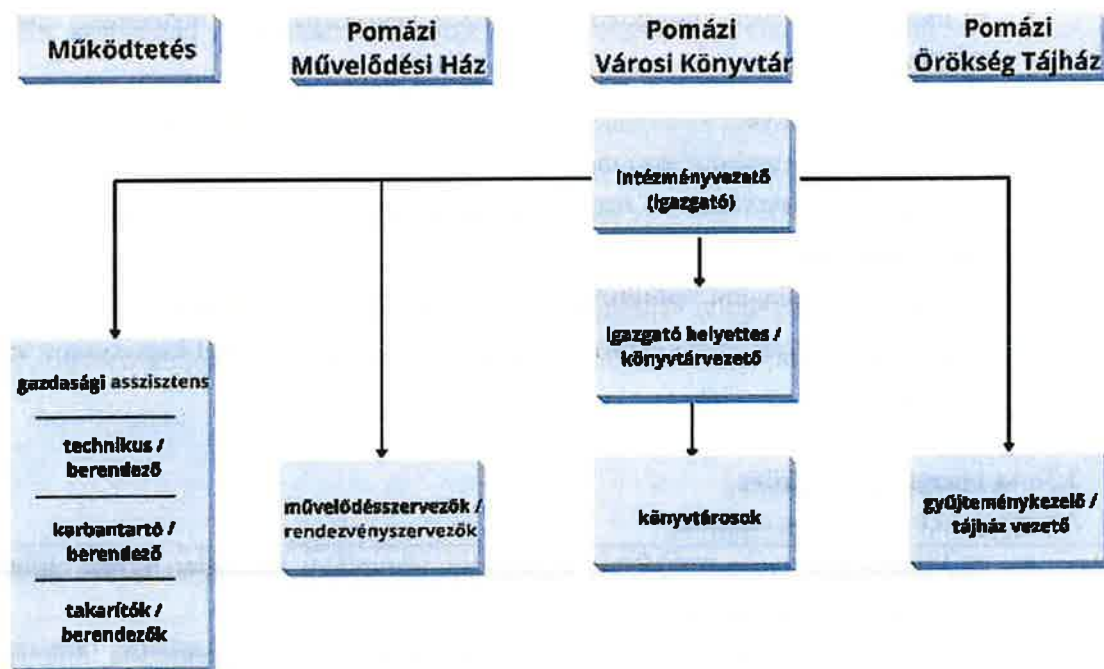 Működtetés
Pomázi
Művelődési Ház
Pomázi
Városi Könyvtár
Pomázi
Örökség Tájház
Intézményvezető
(igazgató)
Igazgató helyettes /
könyvtárvezető
gazdasági asszisztens
technikus /
berendező
karbantartó /
berendező
takarítók /
berendezők
művelődésszervezők /
rendezvényszervezők
könyvtárosok
gyűjteménykezelő /
tájház vezető